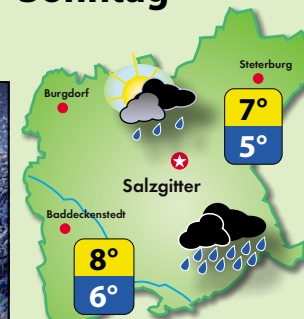 Sonntag
Steterburg
Burgdorf
7°
5°
Salzgitter
Baddeckenstedt
8°
6°